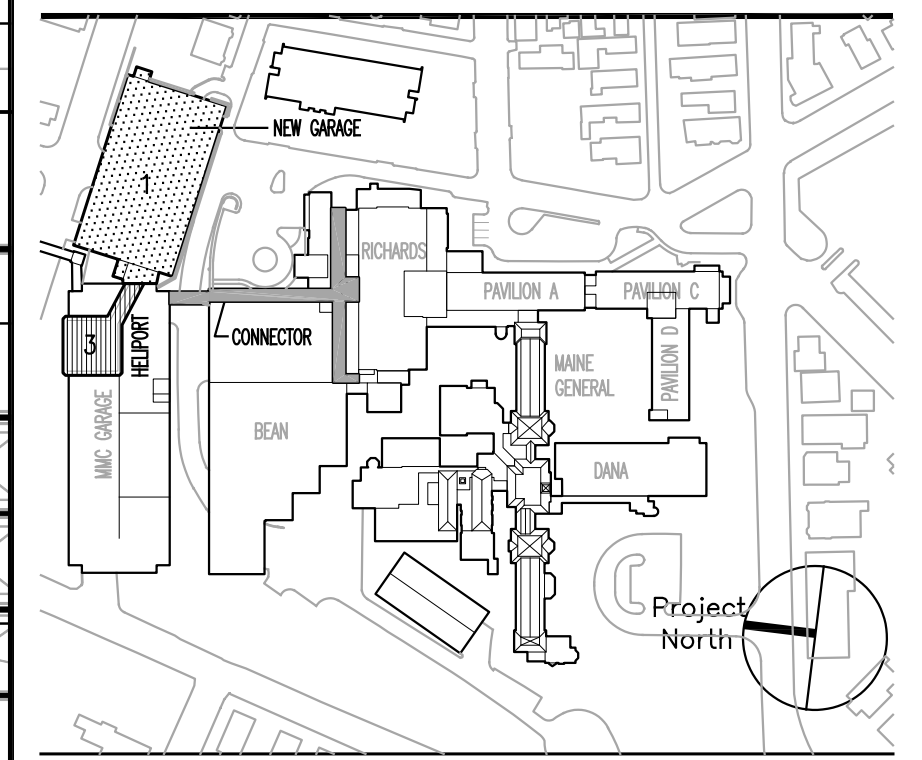 NEW GARAGE
1
RICHARDS
PAVILION A
PAVILION C
CONNECTOR
HELIPORT
3
MAINE
GENERAL
PAVILION D
MMC GARAGE
BEAN
DANA
Project
North